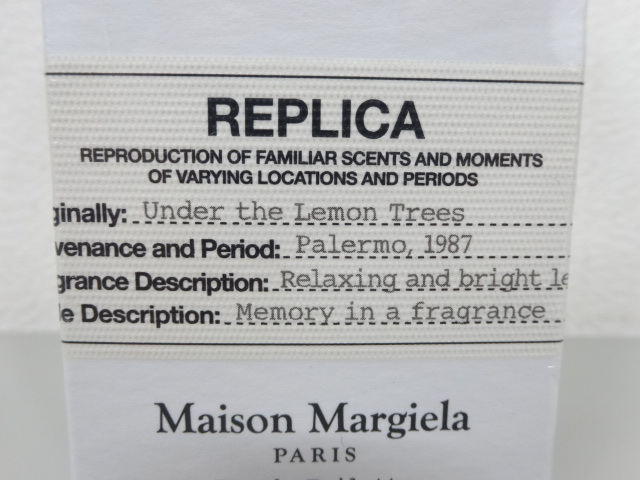 REPLICA
REPRODUCTION OF FAMILIAR SCENTS AND MOMENTS
OF VARYING LOCATIONS AND PERIODS
ginally: Under the Lemon Trees
venance and Period: Palermo, 1987
grance Description: Relaxing and bright le
e Description: Memory in a fragrance
Maison Margiela
PARIS